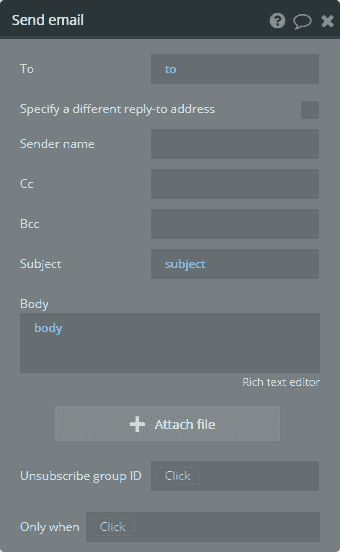 Send email
To to
Specify a different reply-to address
Sender name
Cc
Bcc
Subject subject
Body
body
Rich text editor
Attach file
Unsubscribe group ID Click
Only when Click